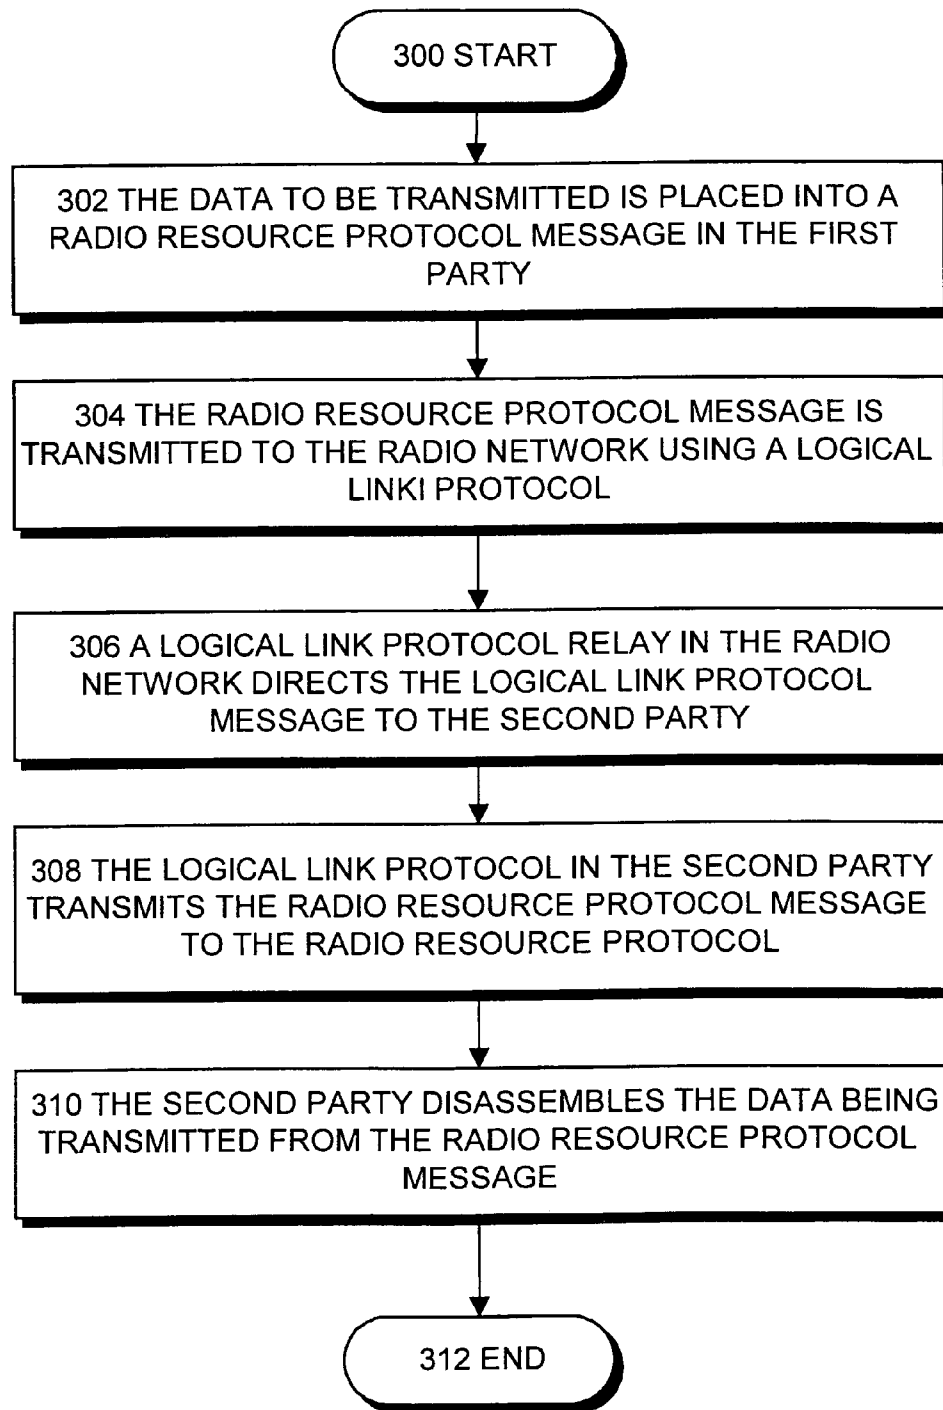 300 START
302 THE DATA TO BE TRANSMITTED IS PLACED INTO A
RADIO RESOURCE PROTOCOL MESSAGE IN THE FIRST
PARTY
304 THE RADIO RESOURCE PROTOCOL MESSAGE IS
TRANSMITTED TO THE RADIO NETWORK USING A LOGICAL
LINKI PROTOCOL
306 A LOGICAL LINK PROTOCOL RELAY IN THE RADIO
NETWORK DIRECTS THE LOGICAL LINK PROTOCOL
MESSAGE TO THE SECOND PARTY
308 THE LOGICAL LINK PROTOCOL IN THE SECOND PARTY
TRANSMITS THE RADIO RESOURCE PROTOCOL MESSAGE
TO THE RADIO RESOURCE PROTOCOL
310 THE SECOND PARTY DISASSEMBLES THE DATA BEING
TRANSMITTED FROM THE RADIO RESOURCE PROTOCOL
MESSAGE
312 END